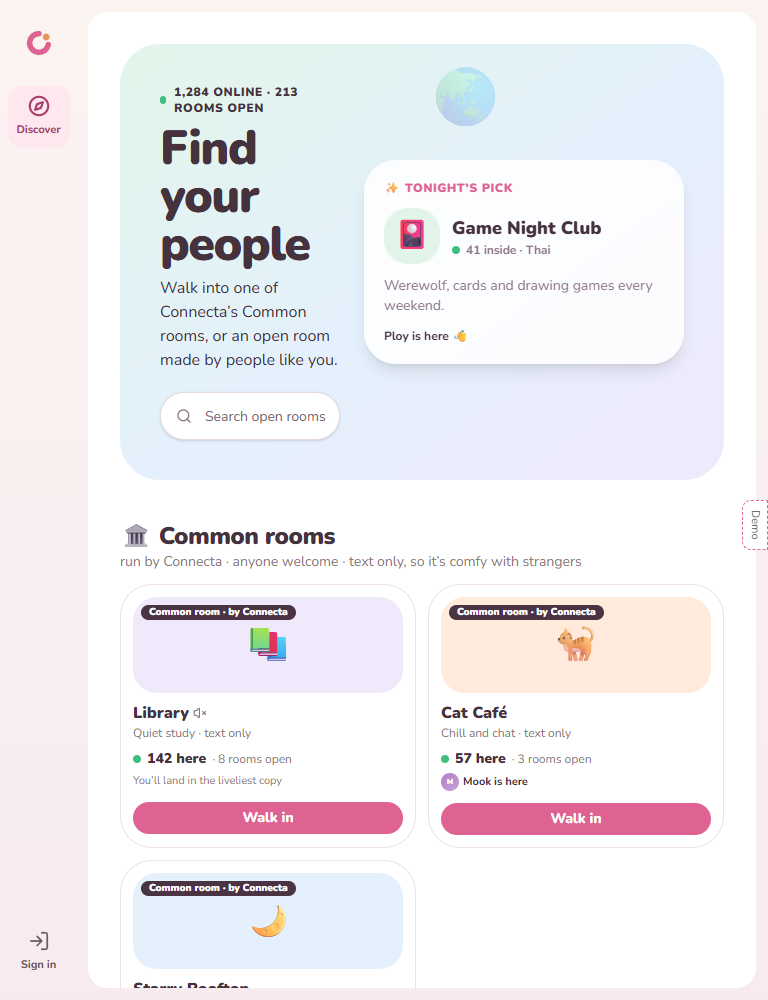 Discover
1,284 ONLINE · 213
ROOMS OPEN
Find
your
people
Walk into one of
Connecta’s Common
rooms, or an open room
made by people like you.
Search open rooms
TONIGHT’S PICK
Game Night Club
41 inside · Thai
Werewolf, cards and drawing games every
weekend.
Ploy is here
Demo
Common rooms
run by Connecta · anyone welcome · text only, so it’s comfy with strangers
Common room · by Connecta
Library
Quiet study · text only
142 here · 8 rooms open
You’ll land in the liveliest copy
Walk in
Common room · by Connecta
Cat Café
Chill and chat · text only
57 here · 3 rooms open
M Mook is here
Walk in
Common room · by Connecta
Starry Rooftop
Sign in